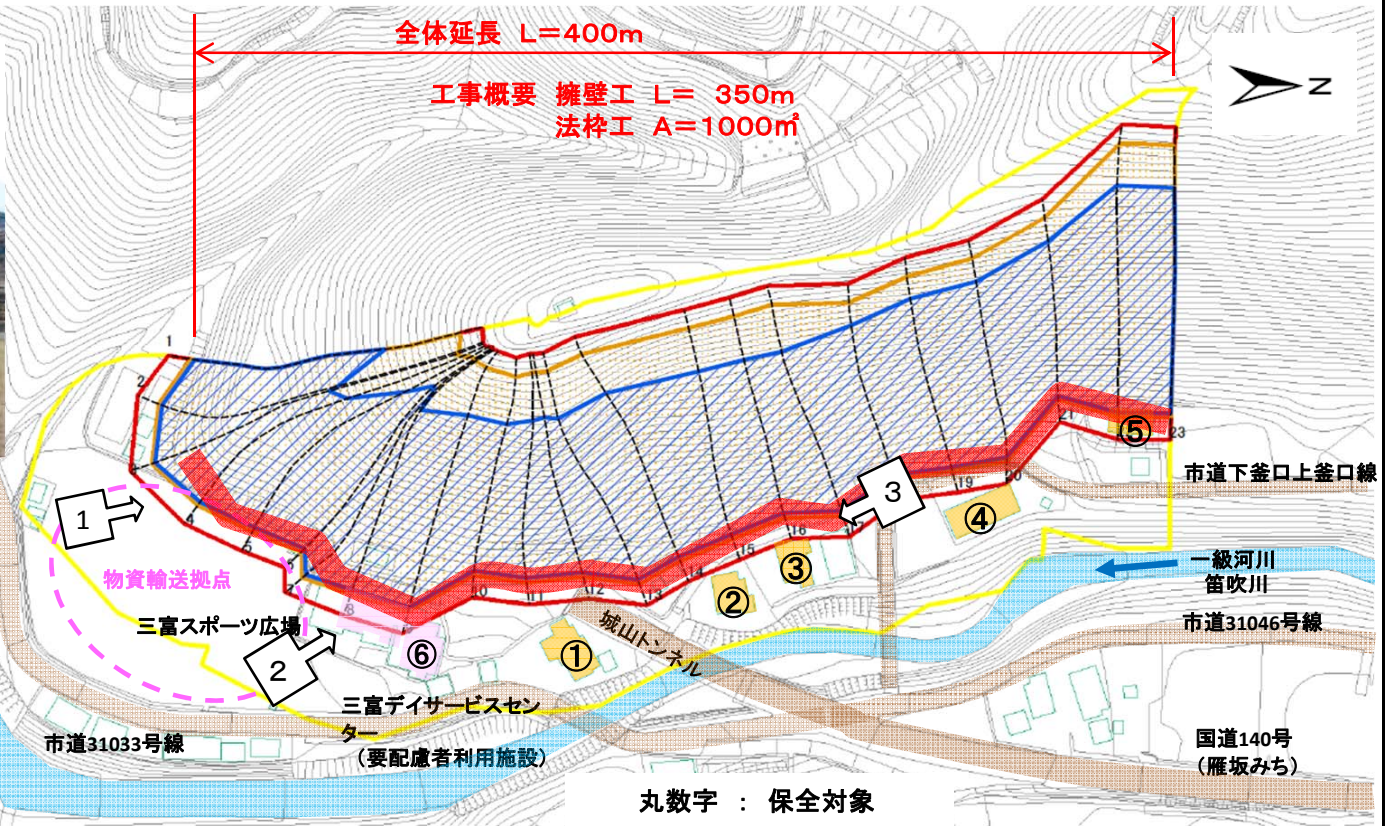 全体延長 L=400m
工事概要 擁壁工 L= 350m
法枠工 A=1000㎡
N
1
2
4
5
6
7
8
10
11
12
13
14
15
16
17
19
20
21
23
1
2
3
①
②
③
④
⑤
⑥
物資輸送拠点
三富スポーツ広場
城山トンネル
市道下釜口上釜口線
一級河川
笛吹川
市道31046号線
三富デイサービスセン
ター
(要配慮者利用施設)
市道31033号線
国道140号
(雁坂みち)
丸数字 : 保全対象